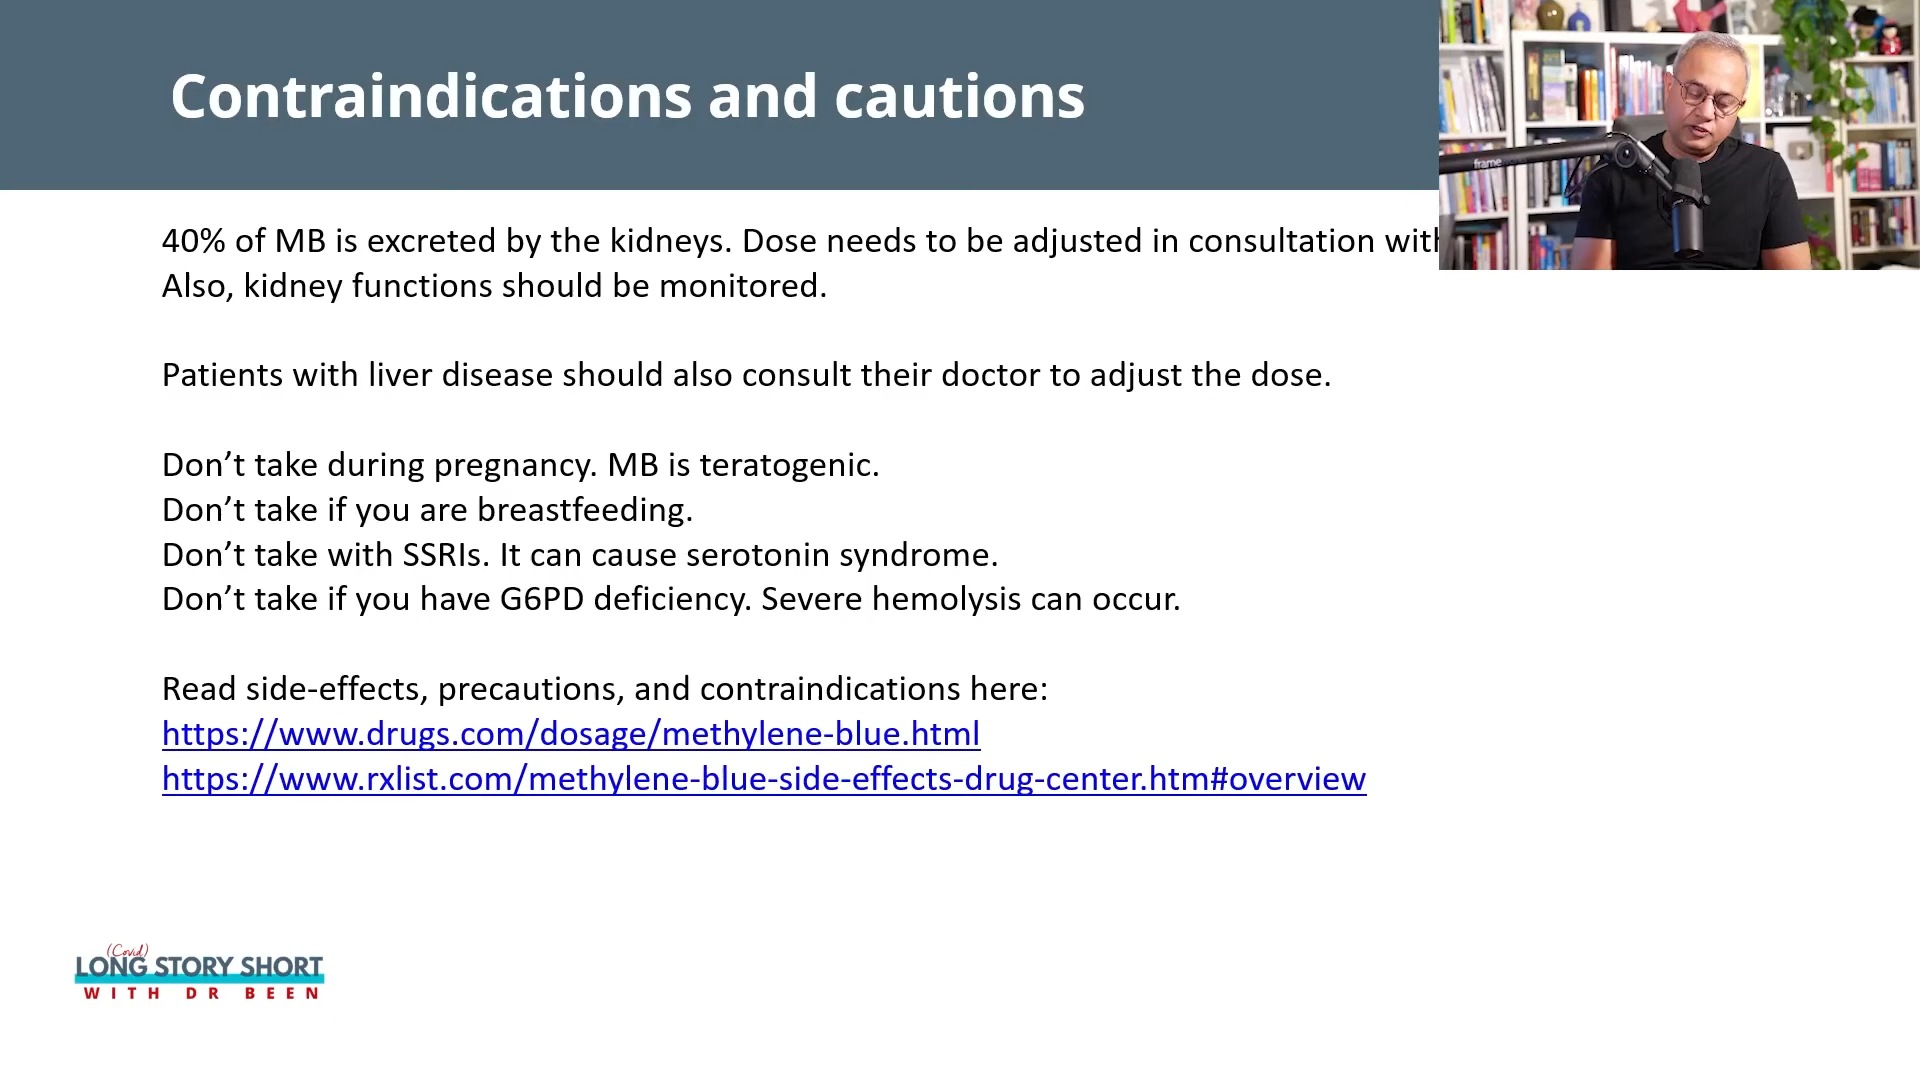 Contraindications and cautions
frame
40% of MB is excreted by the kidneys. Dose needs to be adjusted in consultation with
Also, kidney functions should be monitored.
Patients with liver disease should also consult their doctor to adjust the dose.
Don’t take during pregnancy. MB is teratogenic.
Don’t take if you are breastfeeding.
Don’t take with SSRIs. It can cause serotonin syndrome.
Don’t take if you have G6PD deficiency. Severe hemolysis can occur.
Read side-effects, precautions, and contraindications here:
https://www.drugs.com/dosage/methylene-blue.html
https://www.rxlist.com/methylene-blue-side-effects-drug-center.htm#overview
(Covid)
LONG STORY SHORT
WITH DR BEEN